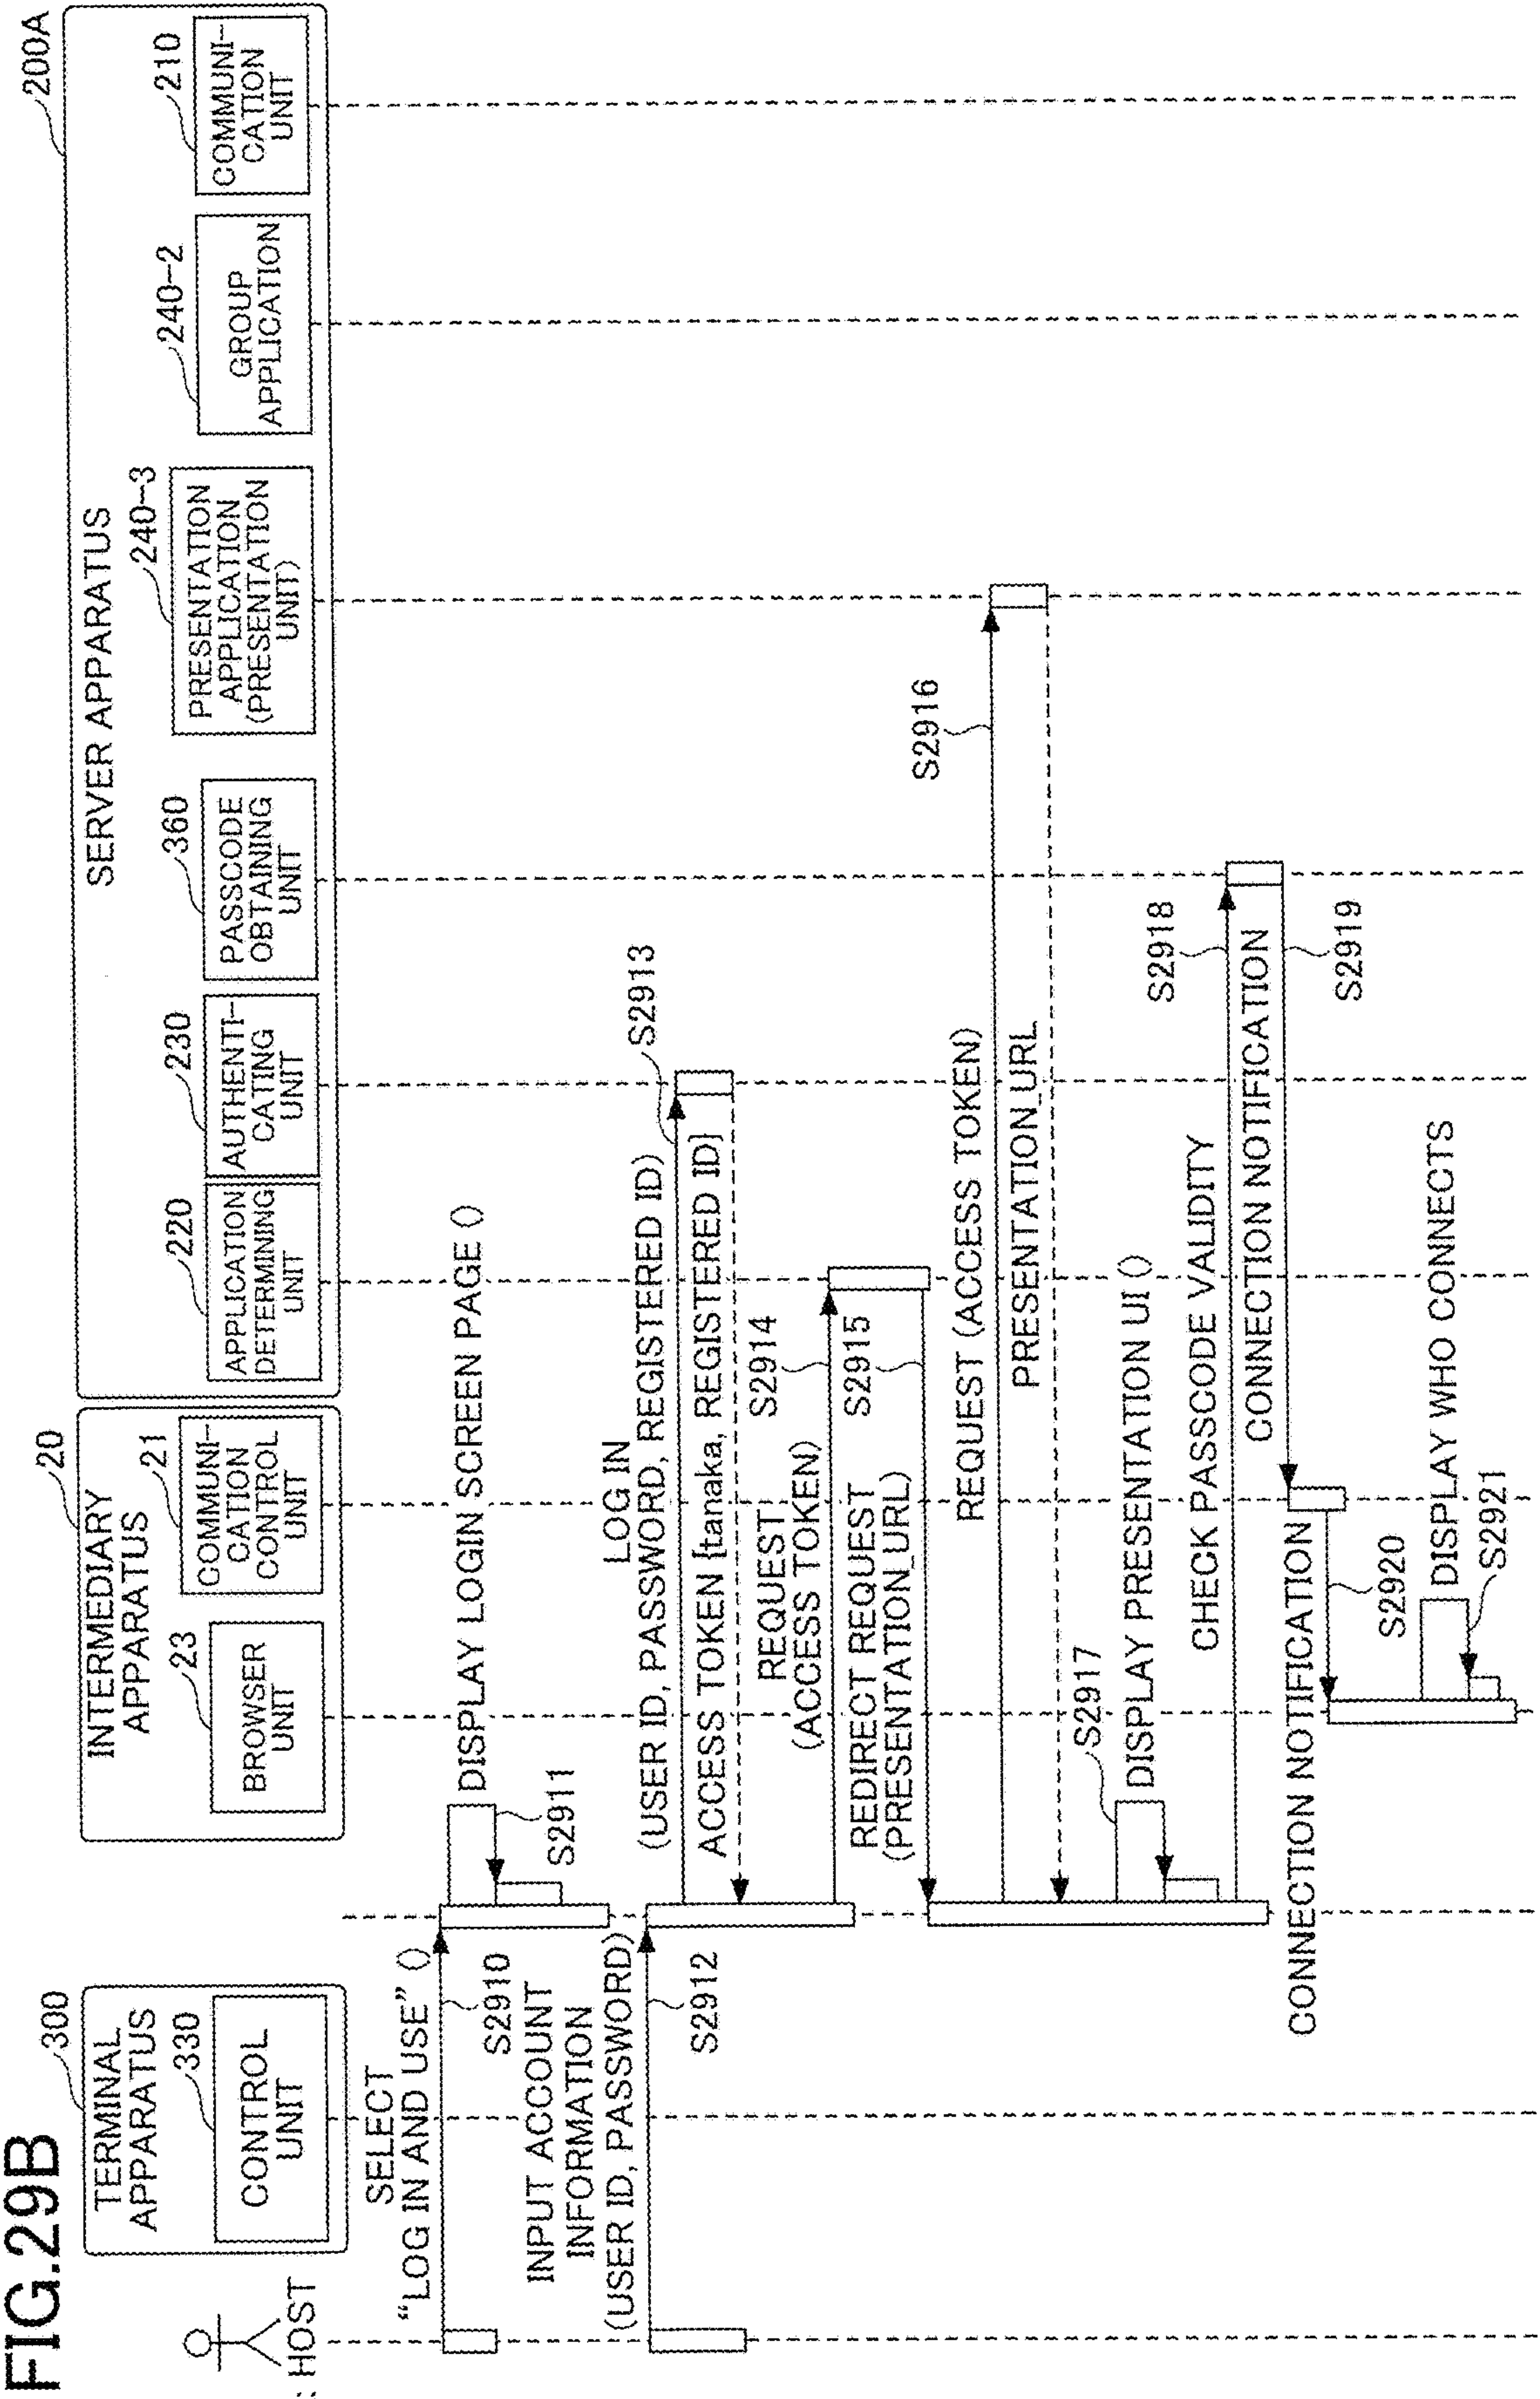 FIG.29B
HOST
300
TERMINAL
APPARATUS
330
CONTROL
UNIT
20
INTERMEDIARY
APPARATUS
23
BROWSER
UNIT
21
COMMUNI-
CATION
CONTROL
UNIT
200A
SERVER APPARATUS
220
APPLICATION
DETERMINING
UNIT
230
AUTHENTI-
CATING
UNIT
360
PASSCODE
OBTAINING
UNIT
240-3
PRESENTATION
APPLICATION
(PRESENTATION
UNIT)
240-2
GROUP
APPLICATION
210
COMMUNI-
CATION
UNIT
SELECT
“LOG IN AND USE” ()
S2910
DISPLAY LOGIN SCREEN PAGE ()
S2911
INPUT ACCOUNT
INFORMATION
(USER ID, PASSWORD)
S2912
LOG IN
(USER ID, PASSWORD, REGISTERED ID)
S2913
ACCESS TOKEN [tanaka, REGISTERED ID]
REQUEST
(ACCESS TOKEN)
S2914
REDIRECT REQUEST
(PRESENTATION_URL)
S2915
REQUEST (ACCESS TOKEN)
S2916
PRESENTATION_URL
S2917
DISPLAY PRESENTATION UI ()
CHECK PASSCODE VALIDITY
S2918
CONNECTION NOTIFICATION
S2919
CONNECTION NOTIFICATION
S2920
DISPLAY WHO CONNECTS
S2921